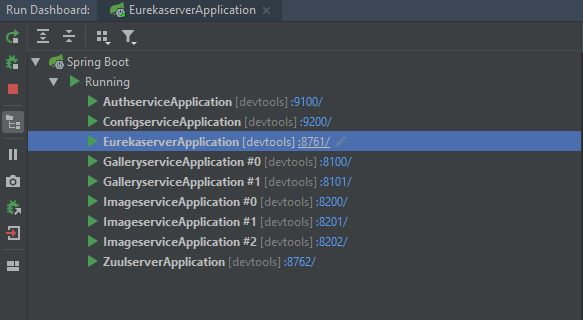 Run Dashboard: EurekaserverApplication
Spring Boot
Running
AuthserviceApplication [devtools] :9100/
ConfigserviceApplication [devtools] :9200/
EurekaserverApplication [devtools] :8761/
GalleryserviceApplication #0 [devtools] :8100/
GalleryserviceApplication #1 [devtools] :8101/
ImageserviceApplication #0 [devtools] :8200/
ImageserviceApplication #1 [devtools] :8201/
ImageserviceApplication #2 [devtools] :8202/
ZuulserverApplication [devtools] :8762/